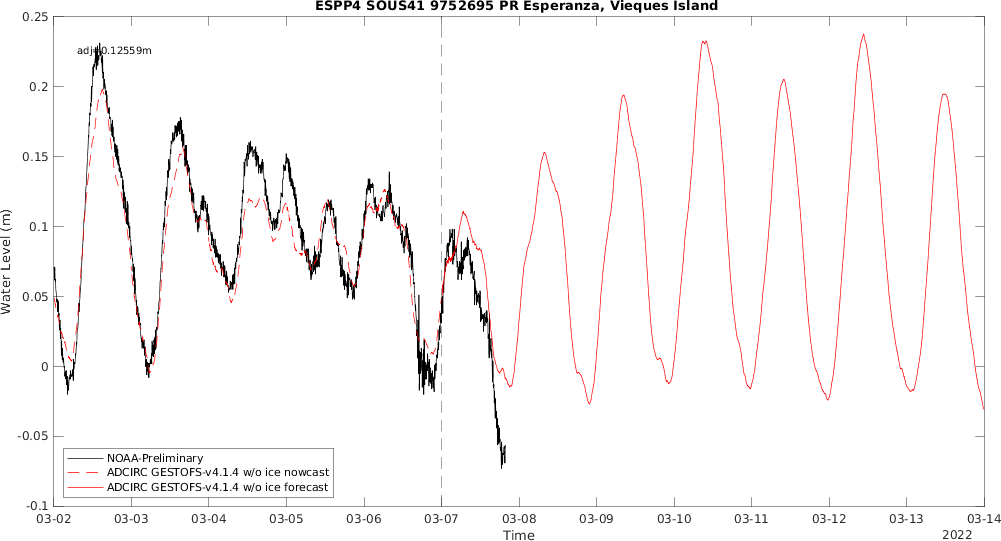 ESPP4 SOUS41 9752695 PR Esperanza, Vieques Island
0.25
0.2
0.15
0.1
0.05
0
-0.05
-0.1
Water Level (m)
NOAA-Preliminary
ADCIRC GESTOFS-v4.1.4 w/o ice nowcast
ADCIRC GESTOFS-v4.1.4 w/o ice forecast
03-02 03-03 03-04 03-05 03-06 03-07 03-08 03-09 03-10 03-11 03-12 03-13 03-14
Time
2022